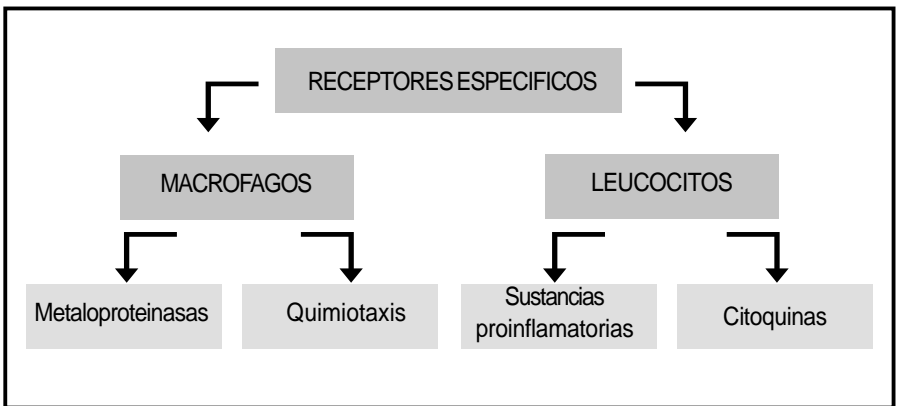 RECEPTORES ESPECIFICOS
MACROFAGOS
LEUCOCITOS
Metaloproteinasas
Quimiotaxis
Sustancias
proinflamatorias
Citoquinas